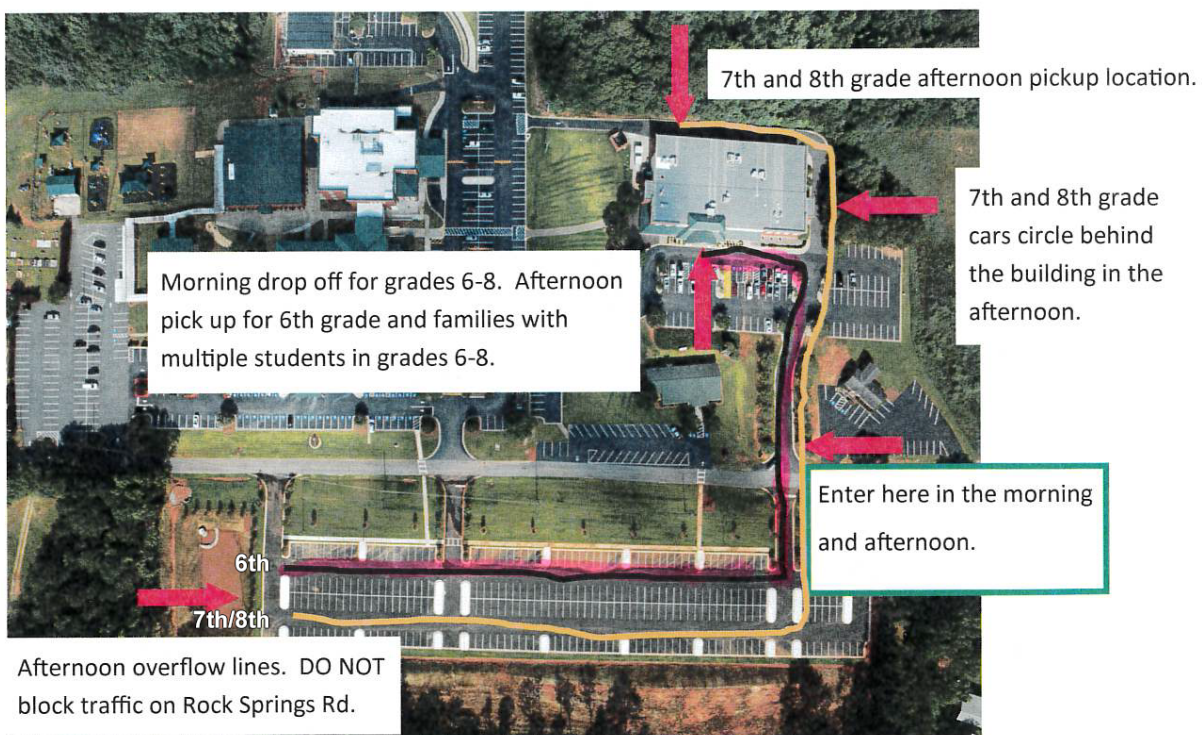 7th and 8th grade afternoon pickup location.
7th and 8th grade
cars circle behind
the building in the
afternoon.
Morning drop off for grades 6-8.  Afternoon
pick up for 6th grade and families with
multiple students in grades 6-8.
Enter here in the morning
and afternoon.
6th
7th/8th
Afternoon overflow lines.  DO NOT
block traffic on Rock Springs Rd.